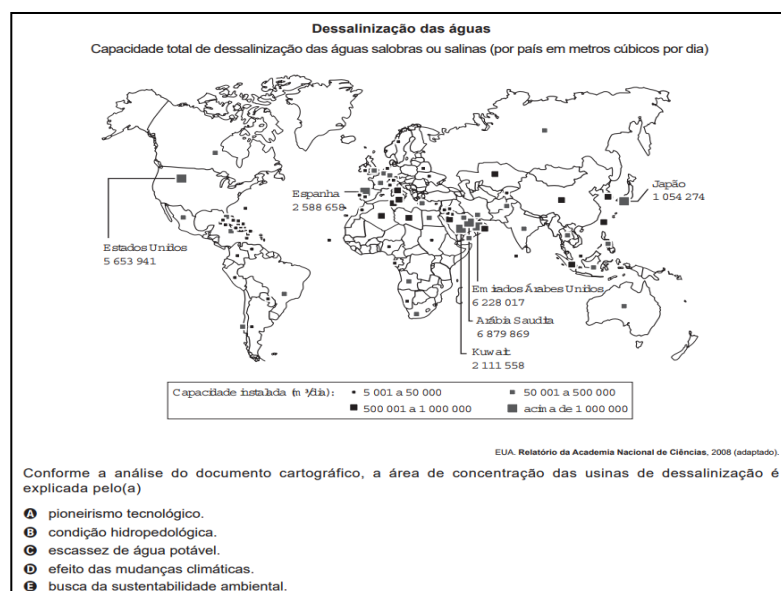 Dessalinização das águas
Capacidade total de dessalinização das águas salobras ou salinas (por país em metros cúbicos por dia)
Espanha
2 588 658
Japão
1 054 274
Estados Unidos
5 653 941
Emirados Árabes Unidos
6 228 017
Arábia Saudita
6 879 869
Kuwait
2 111 558
Capacidade instalada (m³/dia): 5 001 a 50 000 50 001 a 500 000
500 001 a 1 000 000 acima de 1 000 000
EUA. Relatório da Academia Nacional de Ciências, 2008 (adaptado).
Conforme a análise do documento cartográfico, a área de concentração das usinas de dessalinização é
explicada pelo(a)
A pioneirismo tecnológico.
B condição hidropedológica.
C escassez de água potável.
D efeito das mudanças climáticas.
E busca da sustentabilidade ambiental.